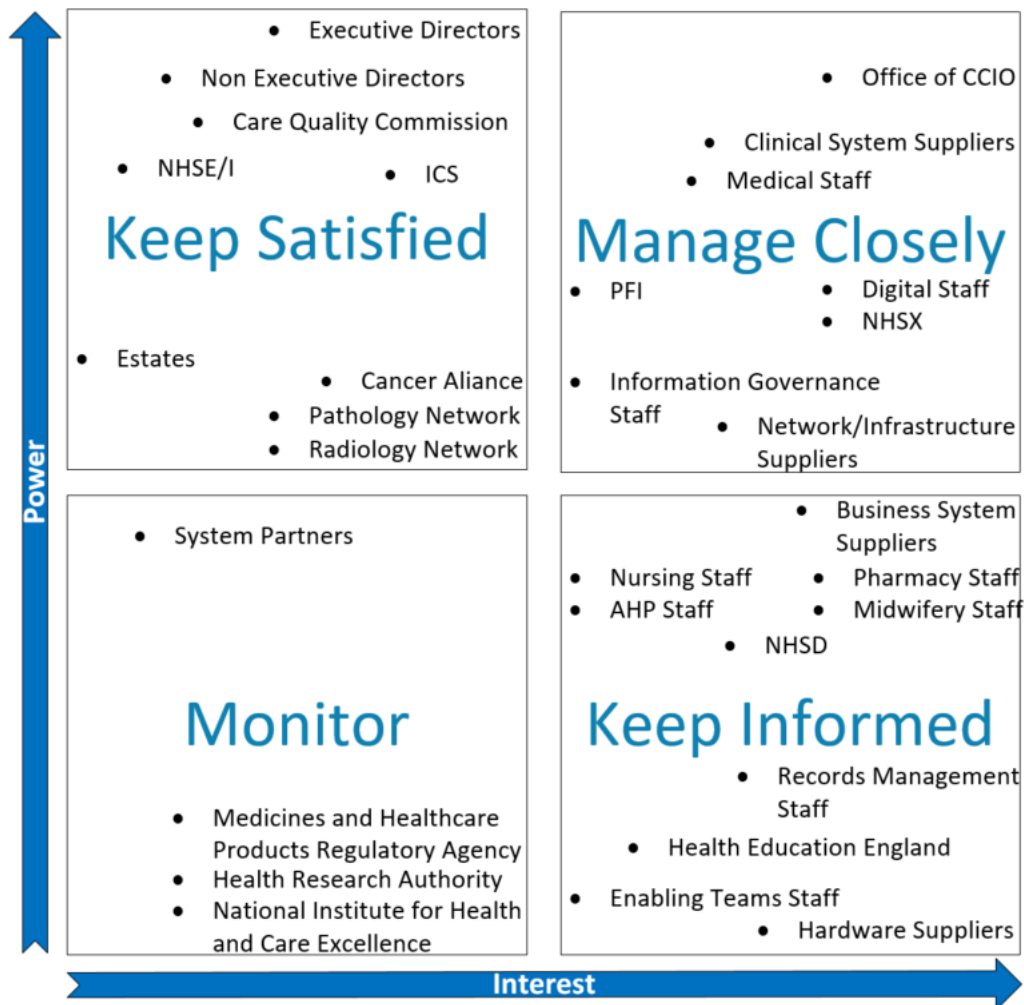 Executive Directors
Non Executive Directors
Care Quality Commission
NHSE/I
ICS
Keep Satisfied
Estates
Cancer Aliance
Pathology Network
Radiology Network
Office of CCIO
Clinical System Suppliers
Medical Staff
Manage Closely
PFI
Digital Staff
NHSX
Information Governance
Staff
Network/Infrastructure
Suppliers
Power
System Partners
Monitor
Medicines and Healthcare
Products Regulatory Agency
Health Research Authority
National Institute for Health
and Care Excellence
Business System
Suppliers
Nursing Staff
Pharmacy Staff
AHP Staff
Midwifery Staff
NHSD
Keep Informed
Records Management
Staff
Health Education England
Enabling Teams Staff
Hardware Suppliers
Interest